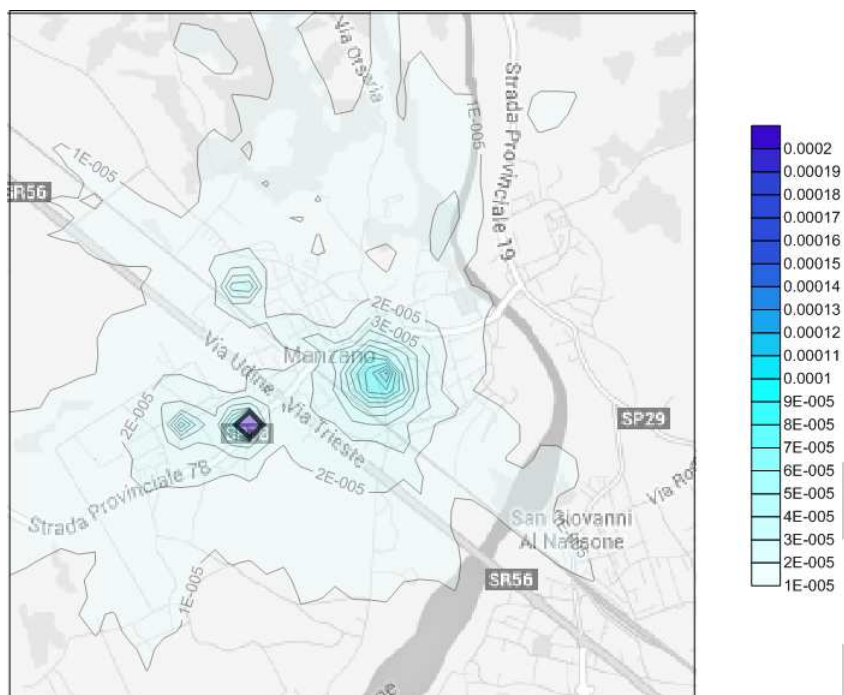 Via Orsaria
Strada Provinciale 19
1E-005
1E-005
SR56
2E-005
3E-005
Manzano
Via Udine
Via Trieste
2E-005
SP29
2E-005
Strada Provinciale 78
Via
San Giovanni
Al Natisone
SR56
1E-005
0.0002
0.00019
0.00018
0.00017
0.00016
0.00015
0.00014
0.00013
0.00012
0.00011
0.0001
9E-005
8E-005
7E-005
6E-005
5E-005
4E-005
3E-005
2E-005
1E-005